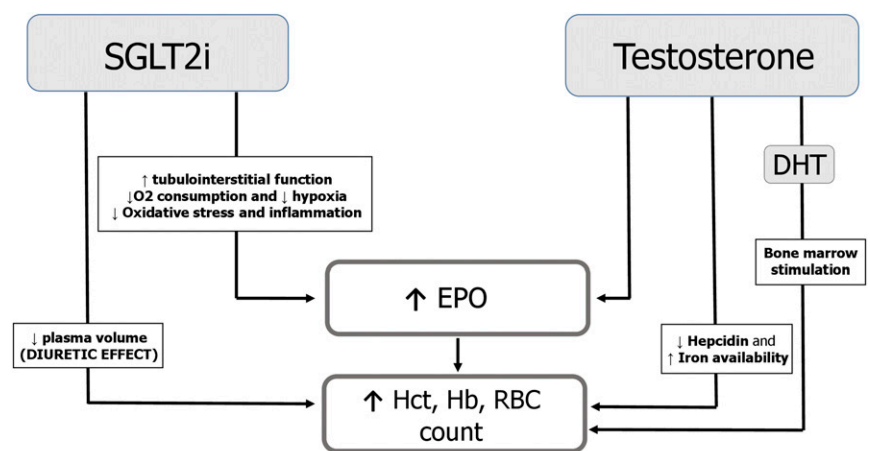 SGLT2i
Testosterone
↑ tubulointerstitial function
↓O2 consumption and ↓ hypoxia
↓ Oxidative stress and inflammation
DHT
Bone marrow
stimulation
↑ EPO
↓ plasma volume
(DIURETIC EFFECT)
↓ Hepcidin and
↑ Iron availability
↑ Hct, Hb, RBC
count